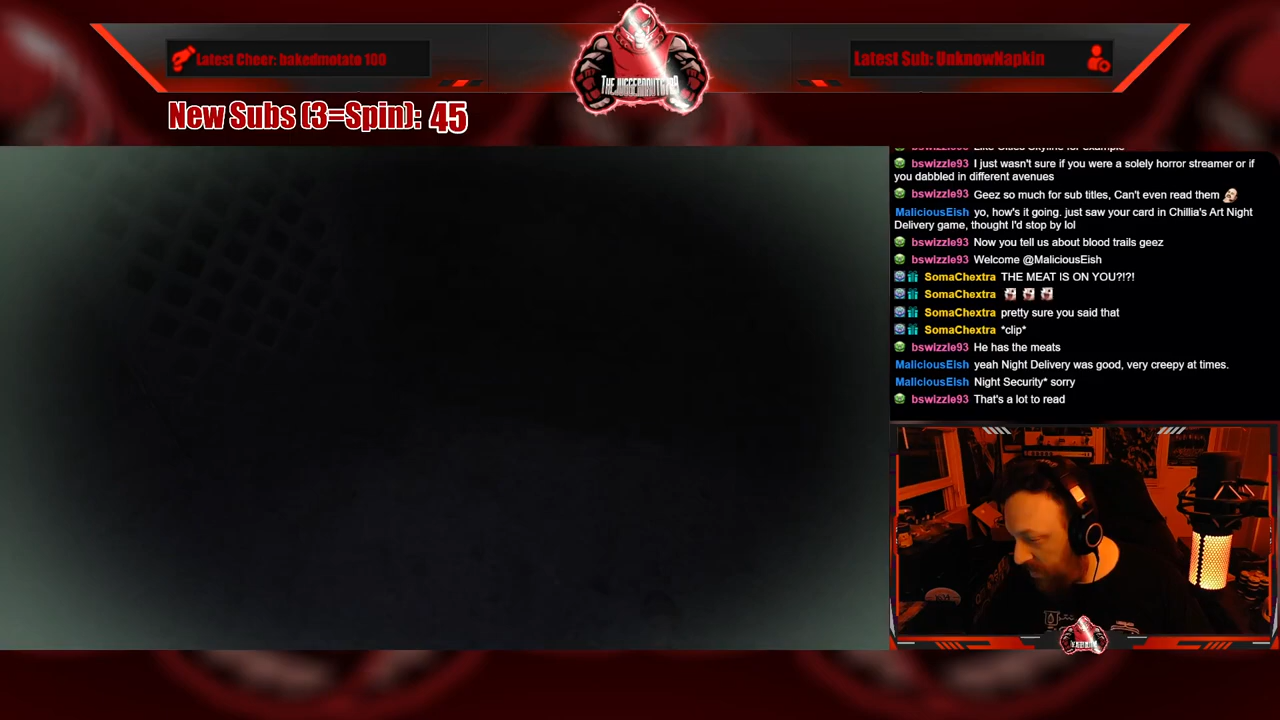 Latest Cheer: bakedmotato 100
Latest Sub: UnknowNapkin
New Subs (3=Spin): 45
bswizzle93 I just wasn't sure if you were a solely horror streamer or if
you dabbled in different avenues
bswizzle93 Geez so much for sub titles, Can't even read them
MaliciousEish yo, how's it going. just saw your card in Chillia's Art Night
Delivery game, thought I'd stop by lol
bswizzle93 Now you tell us about blood trails geez
bswizzle93 Welcome @MaliciousEish
SomaChextra THE MEAT IS ON YOU?!?!
SomaChextra
SomaChextra pretty sure you said that
SomaChextra *clip*
bswizzle93 He has the meats
MaliciousEish yeah Night Delivery was good, very creepy at times.
MaliciousEish Night Security* sorry
bswizzle93 That's a lot to read